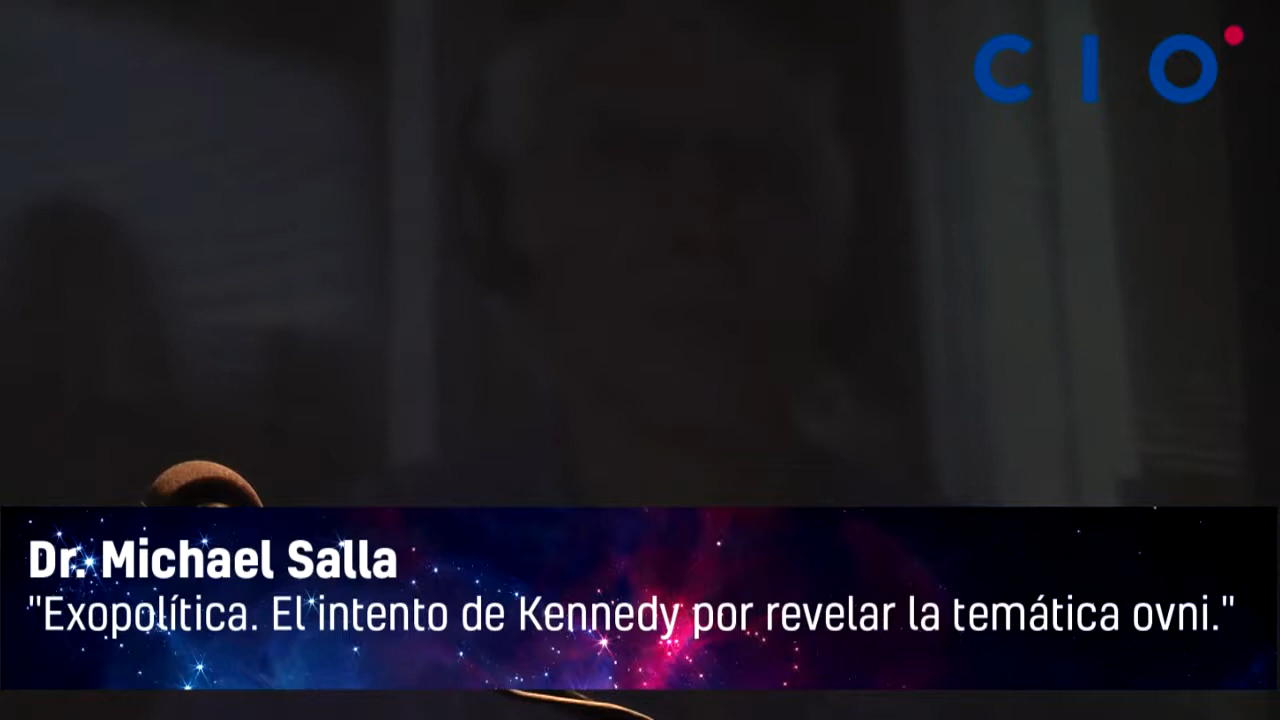 CIO
Dr. Michael Salla
"Exopolítica. El intento de Kennedy por revelar la temática ovni."